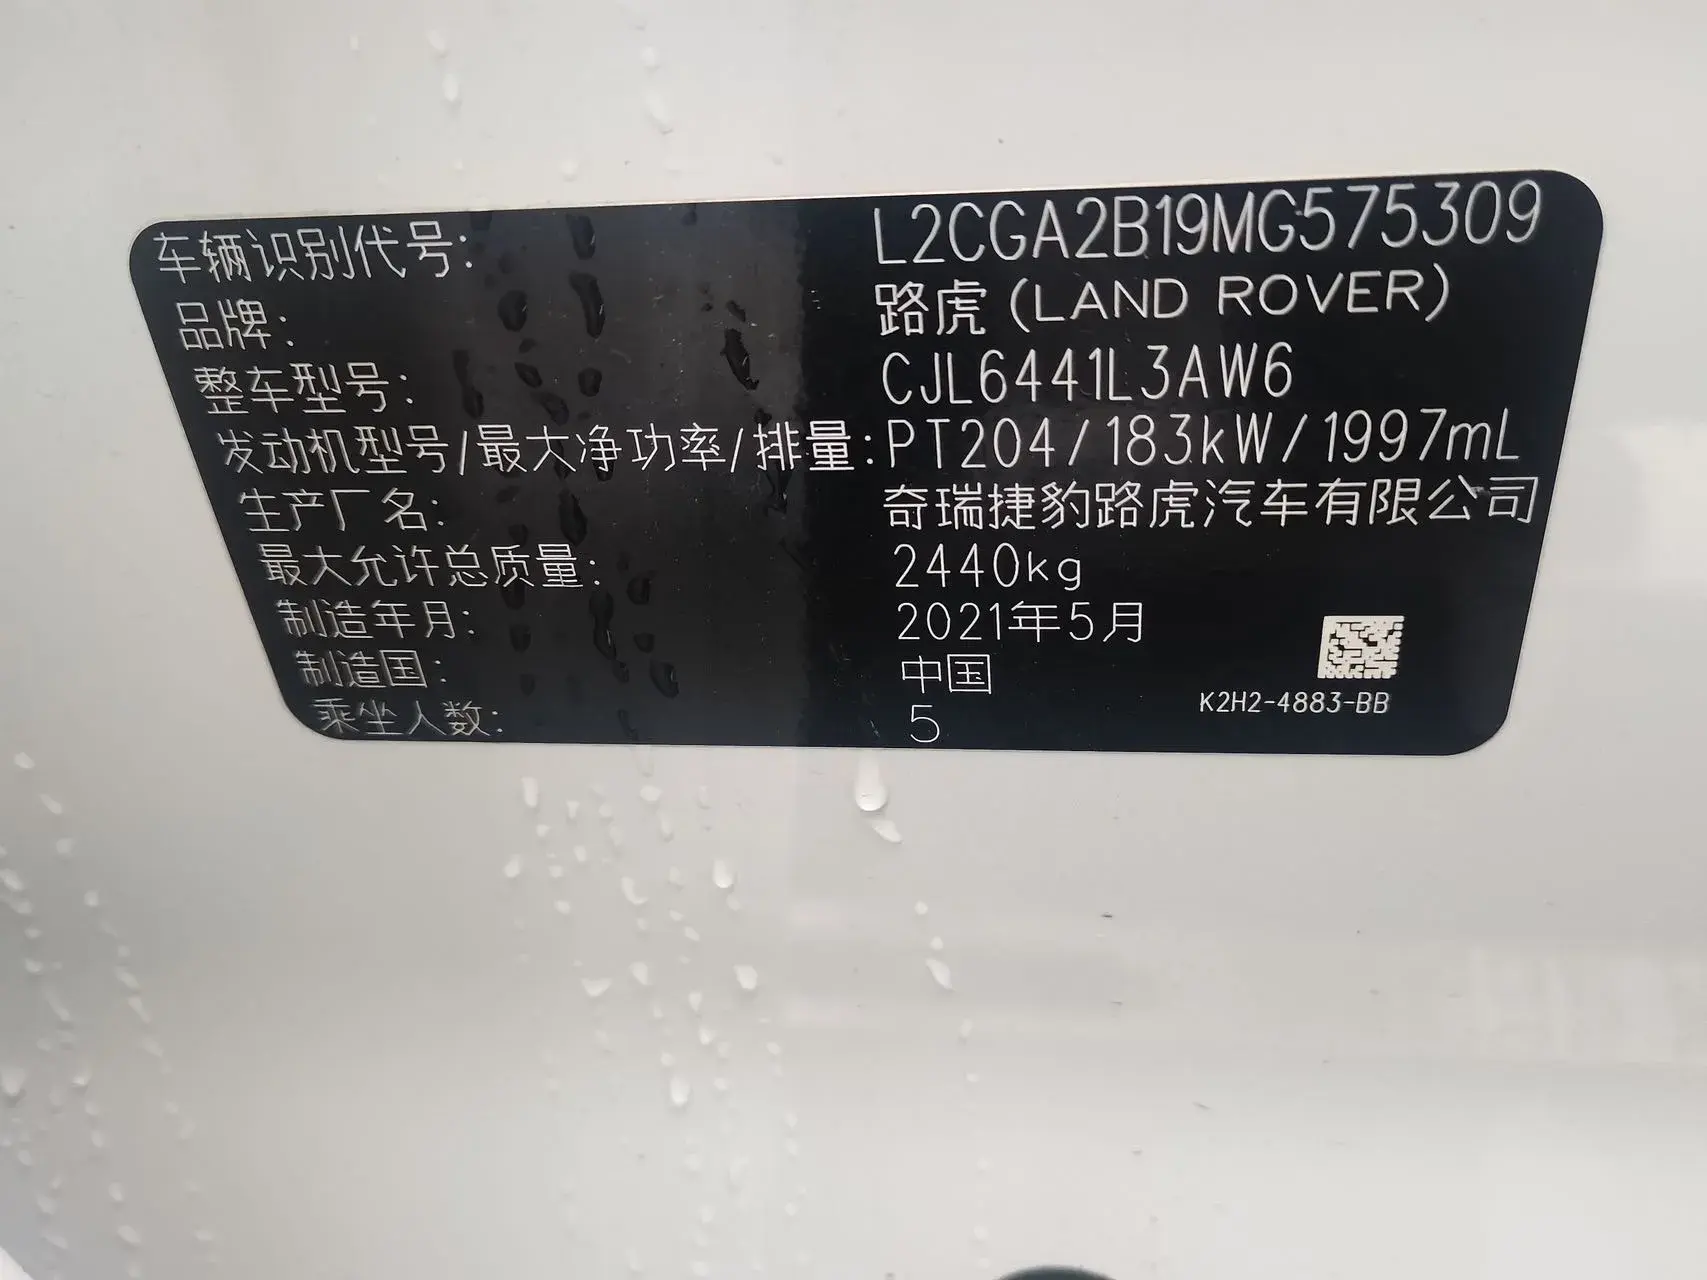 车辆识别代号: L2CGA2B19MG575309
品牌: 路虎(LAND ROVER)
整车型号: CJL6441L3AW6
发动机型号/最大净功率/排量: PT204/183kW/1997mL
生产厂名: 奇瑞捷豹路虎汽车有限公司
最大允许总质量: 2440kg
制造年月: 2021年5月
制造国: 中国
乘坐人数: 5
K2H2-4883-BB